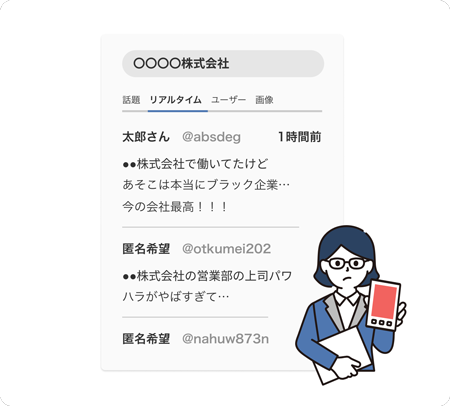 〇〇〇〇株式会社
話題 リアルタイム ユーザー 画像
太郎さん @absdeg 1時間前
●●株式会社で働いてたけど
あそこは本当にブラック企業…
今の会社最高！！！
匿名希望 @otkumei202
●●株式会社の営業部の上司パワ
ハラがやばすぎて…
匿名希望 @nahuw873n